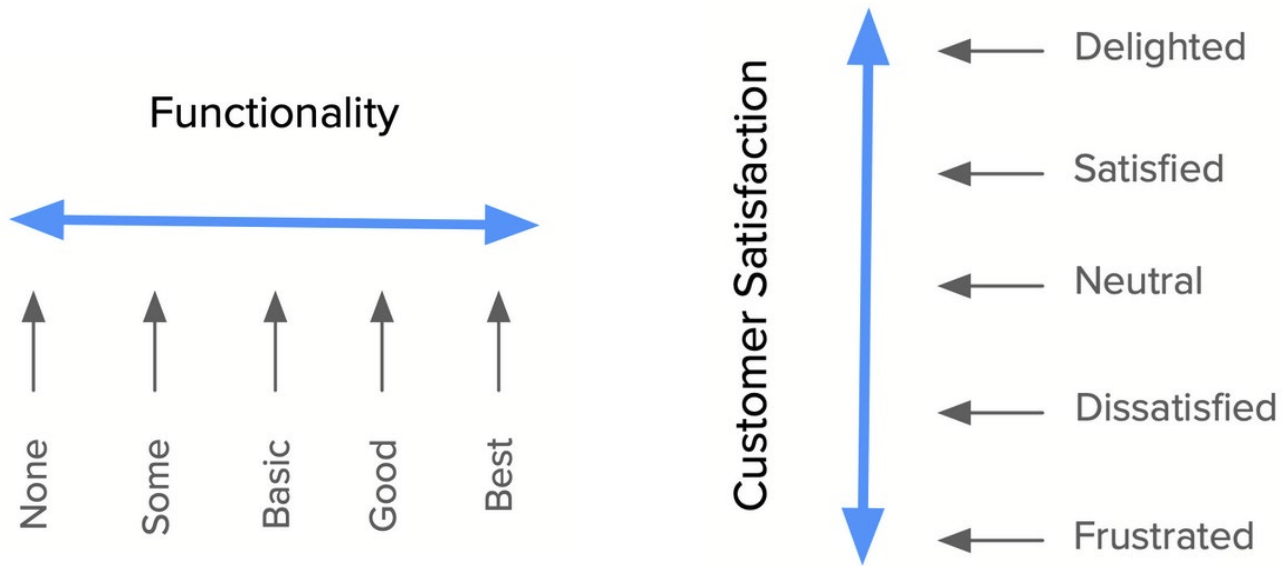 Functionality
None
Some
Basic
Good
Best
Customer Satisfaction
Delighted
Satisfied
Neutral
Dissatisfied
Frustrated